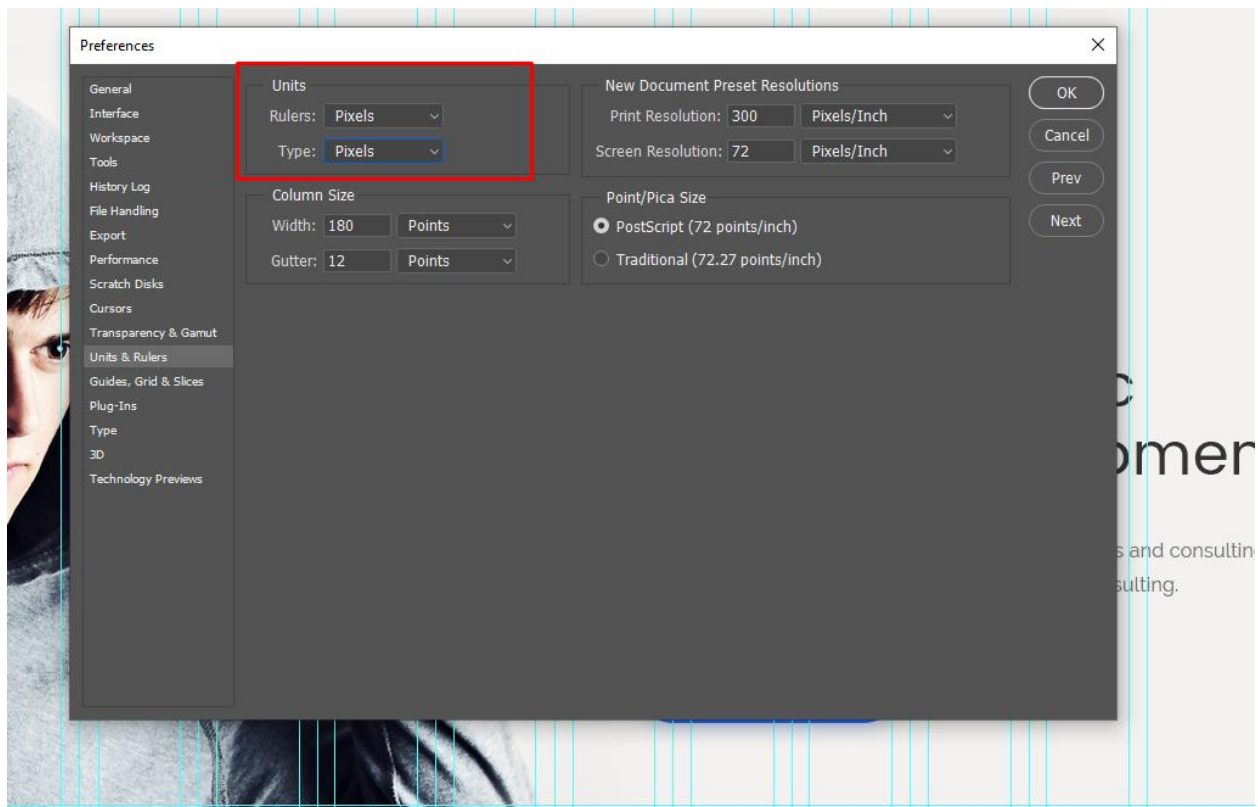 Preferences
General
Interface
Workspace
Tools
History Log
File Handling
Export
Performance
Scratch Disks
Cursors
Transparency & Gamut
Units & Rulers
Guides, Grid & Slices
Plug-Ins
Type
3D
Technology Previews
Units
Rulers: Pixels
Type: Pixels
Column Size
Width: 180 Points
Gutter: 12 Points
New Document Preset Resolutions
Print Resolution: 300 Pixels/Inch
Screen Resolution: 72 Pixels/Inch
Point/Pica Size
PostScript (72 points/inch)
Traditional (72.27 points/inch)
OK
Cancel
Prev
Next
c
omen
s and consultin
sulting.